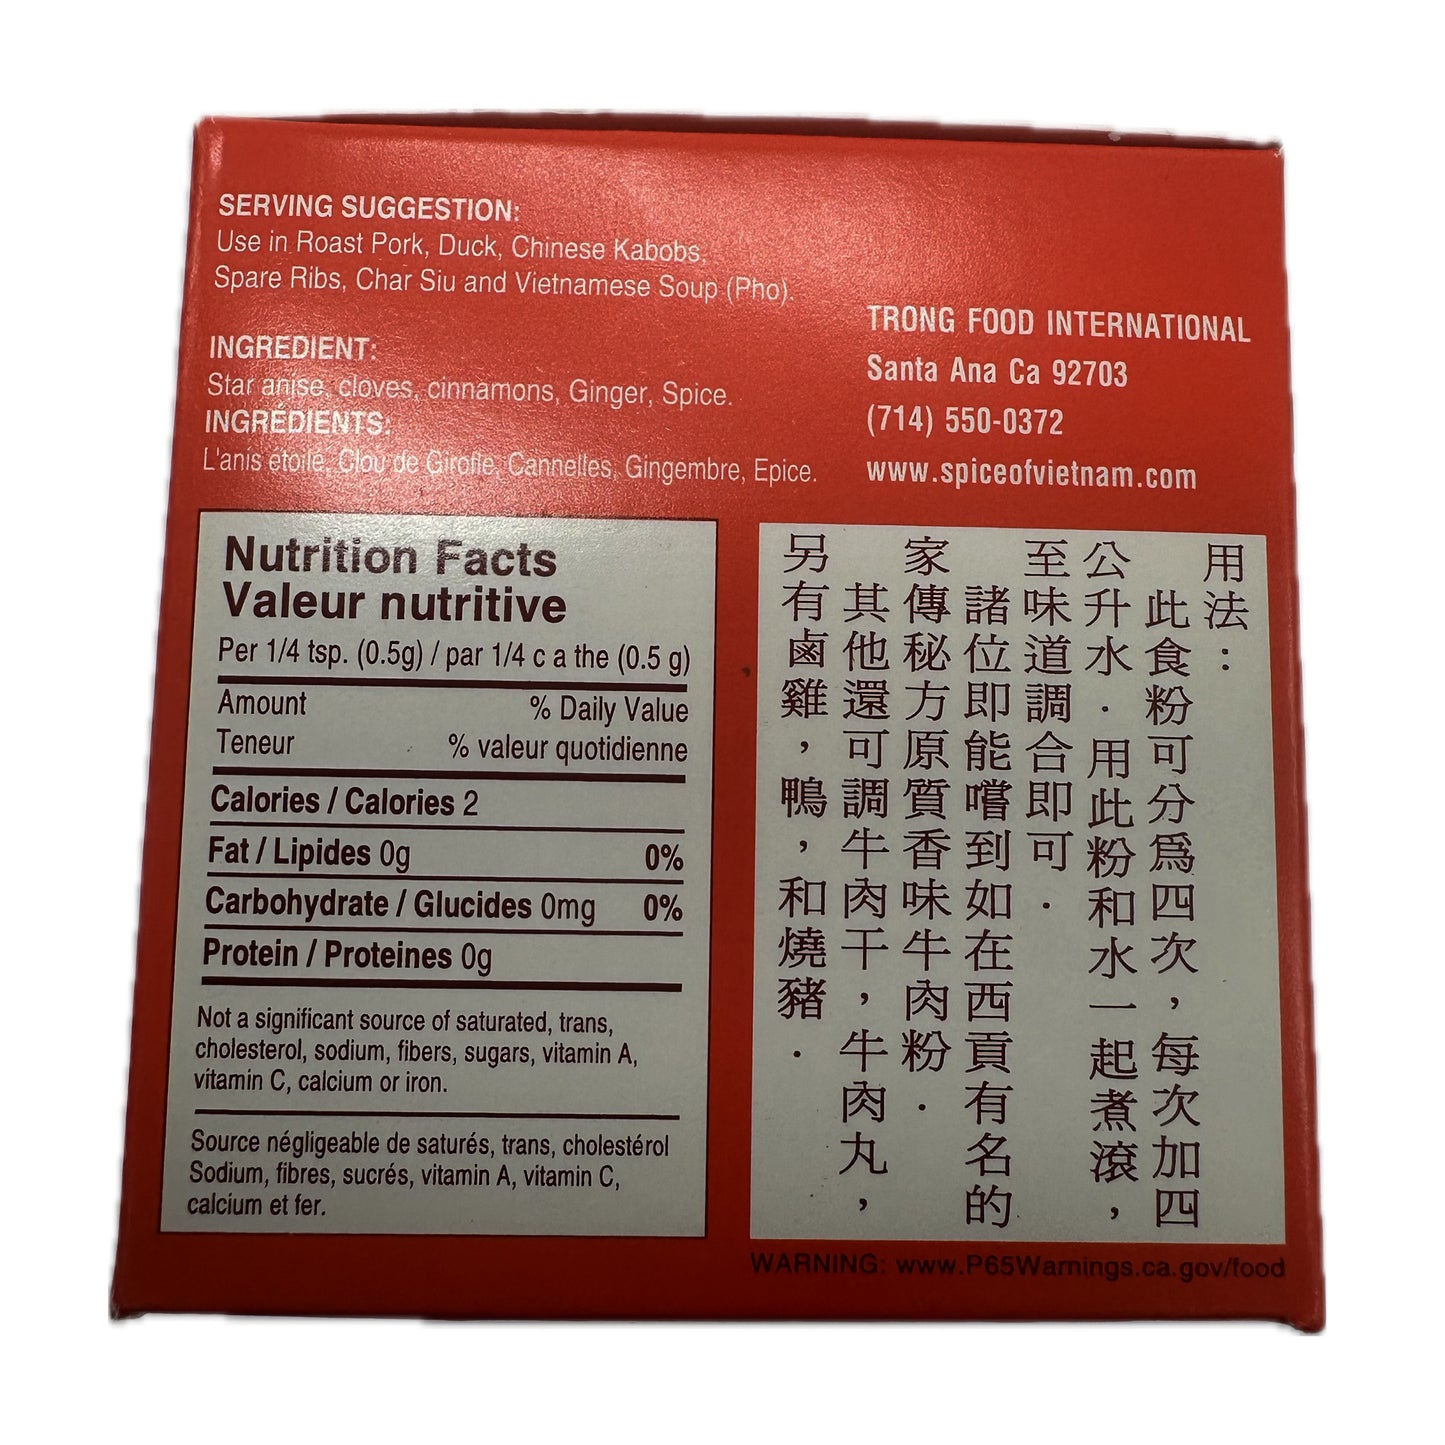 SERVING SUGGESTION:
Use in Roast Pork, Duck, Chinese Kabobs,
Spare Ribs, Char Siu and Vietnamese Soup (Pho).
INGREDIENT:
Star anise, cloves, cinnamons, Ginger, Spice.
INGRÉDIENTS:
L'anis étoilé, Clou de Girofle, Cannelles, Gingembre, Epice.
TRONG FOOD INTERNATIONAL
Santa Ana Ca 92703
(714) 550-0372
www.spiceofvietnam.com
Nutrition Facts
Valeur nutritive
Per 1/4 tsp. (0.5g) / par 1/4 c a the (0.5 g)
Amount % Daily Value
Teneur % valeur quotidienne
Calories / Calories 2
Fat / Lipides 0g 0%
Carbohydrate / Glucides 0mg 0%
Protein / Proteines 0g
Not a significant source of saturated, trans,
cholesterol, sodium, fibers, sugars, vitamin A,
vitamin C, calcium or iron.
Source négligeable de saturés, trans, cholestérol
Sodium, fibres, sucrés, vitamin A, vitamin C,
calcium et fer.
用法：
此食粉可分為四次，每次加四
公升水．用此粉和水一起煮滾，
至味道調合即可．
諸位即能嚐到如在西貢有名的
家傳秘方原質香味牛肉粉．
其他還可調牛肉干，牛肉丸，
另有鹵雞，鴨，和燒豬．
WARNING: www.P65Warnings.ca.gov/food